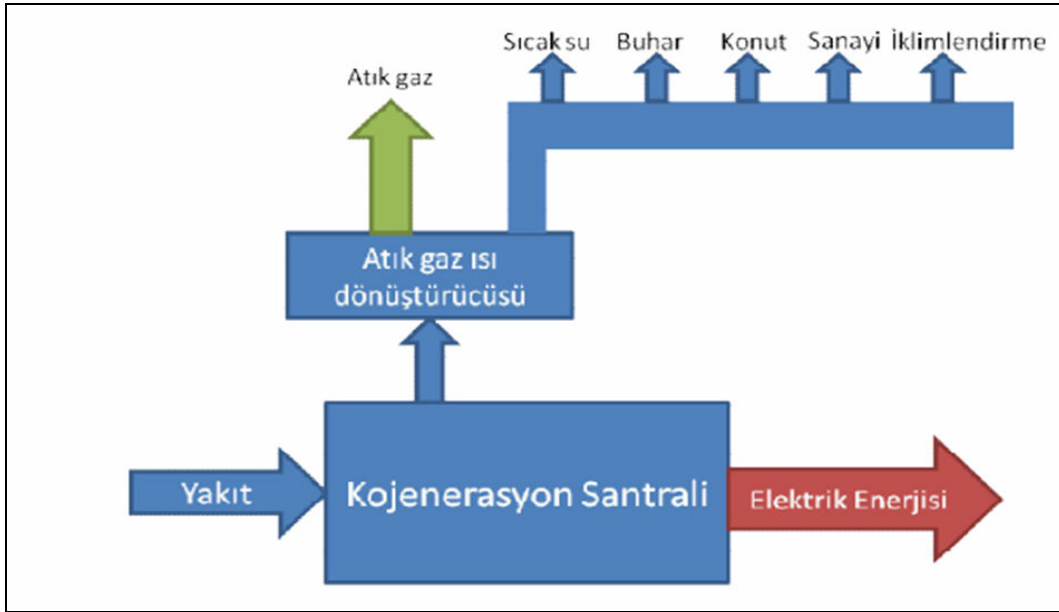 Sıcak su Buhar Konut Sanayi İklimlendirme
Atık gaz
Atık gaz ısı
dönüştürücüsü
Yakıt
Kojenerasyon Santrali
Elektrik Enerjisi